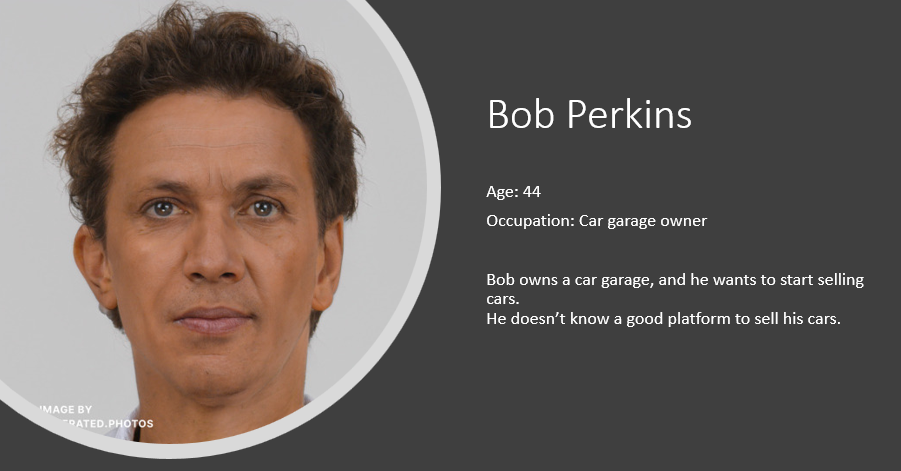 Bob Perkins
Age: 44
Occupation: Car garage owner
Bob owns a car garage, and he wants to start selling
cars.
He doesn’t know a good platform to sell his cars.
IMAGE BY
ERATED.PHOTOS